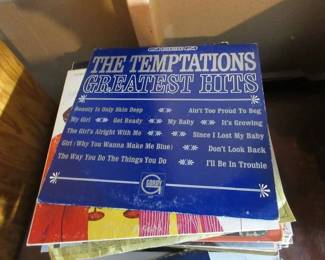 THE TEMPTATIONS
GREATEST HITS
Beauty Is Only Skin Deep Ain't Too Proud To Beg
My Girl Get Ready My Baby It's Growing
The Girl's Alright With Me Since I Lost My Baby
Girl (Why You Wanna Make Me Blue) Don't Look Back
The Way You Do The Things You Do I'll Be In Trouble
GORDY